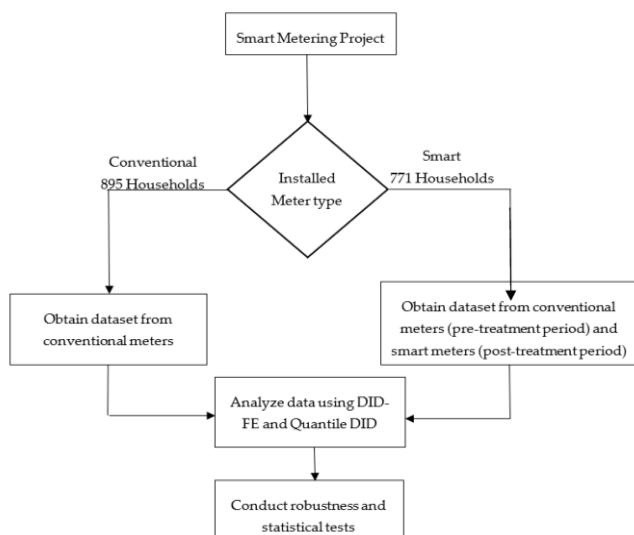 Smart Metering Project
Conventional
895 Households
Smart
771 Households
Installed
Meter type
Obtain dataset from
conventional meters
Obtain dataset from conventional
meters (pre-treatment period) and
smart meters (post-treatment period)
Analyze data using DID-
FE and Quantile DID
Conduct robustness and
statistical tests